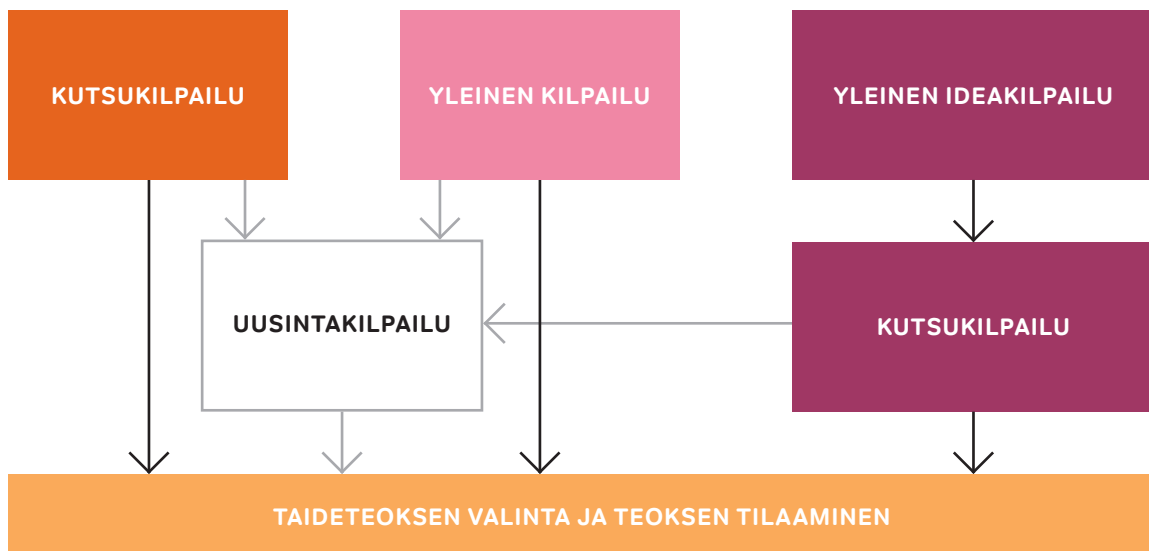 KUTSUKILPAILU
YLEINEN KILPAILU
YLEINEN IDEAKILPAILU
UUSINTAKILPAILU
KUTSUKILPAILU
TAIDETEOKSEN VALINTA JA TEOKSEN TILAAMINEN